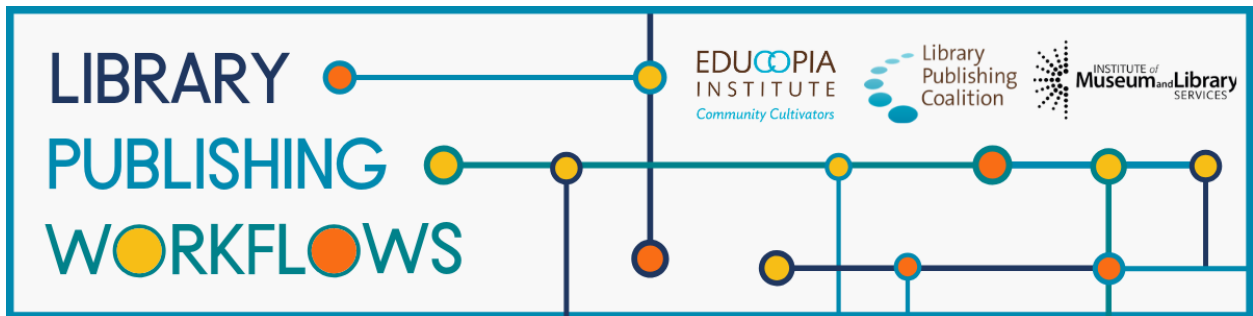 LIBRARY
PUBLISHING
WORKFLOWS
EDUCOPIA
INSTITUTE
Community Cultivators
Library
Publishing
Coalition
INSTITUTE of
Museum and Library
SERVICES